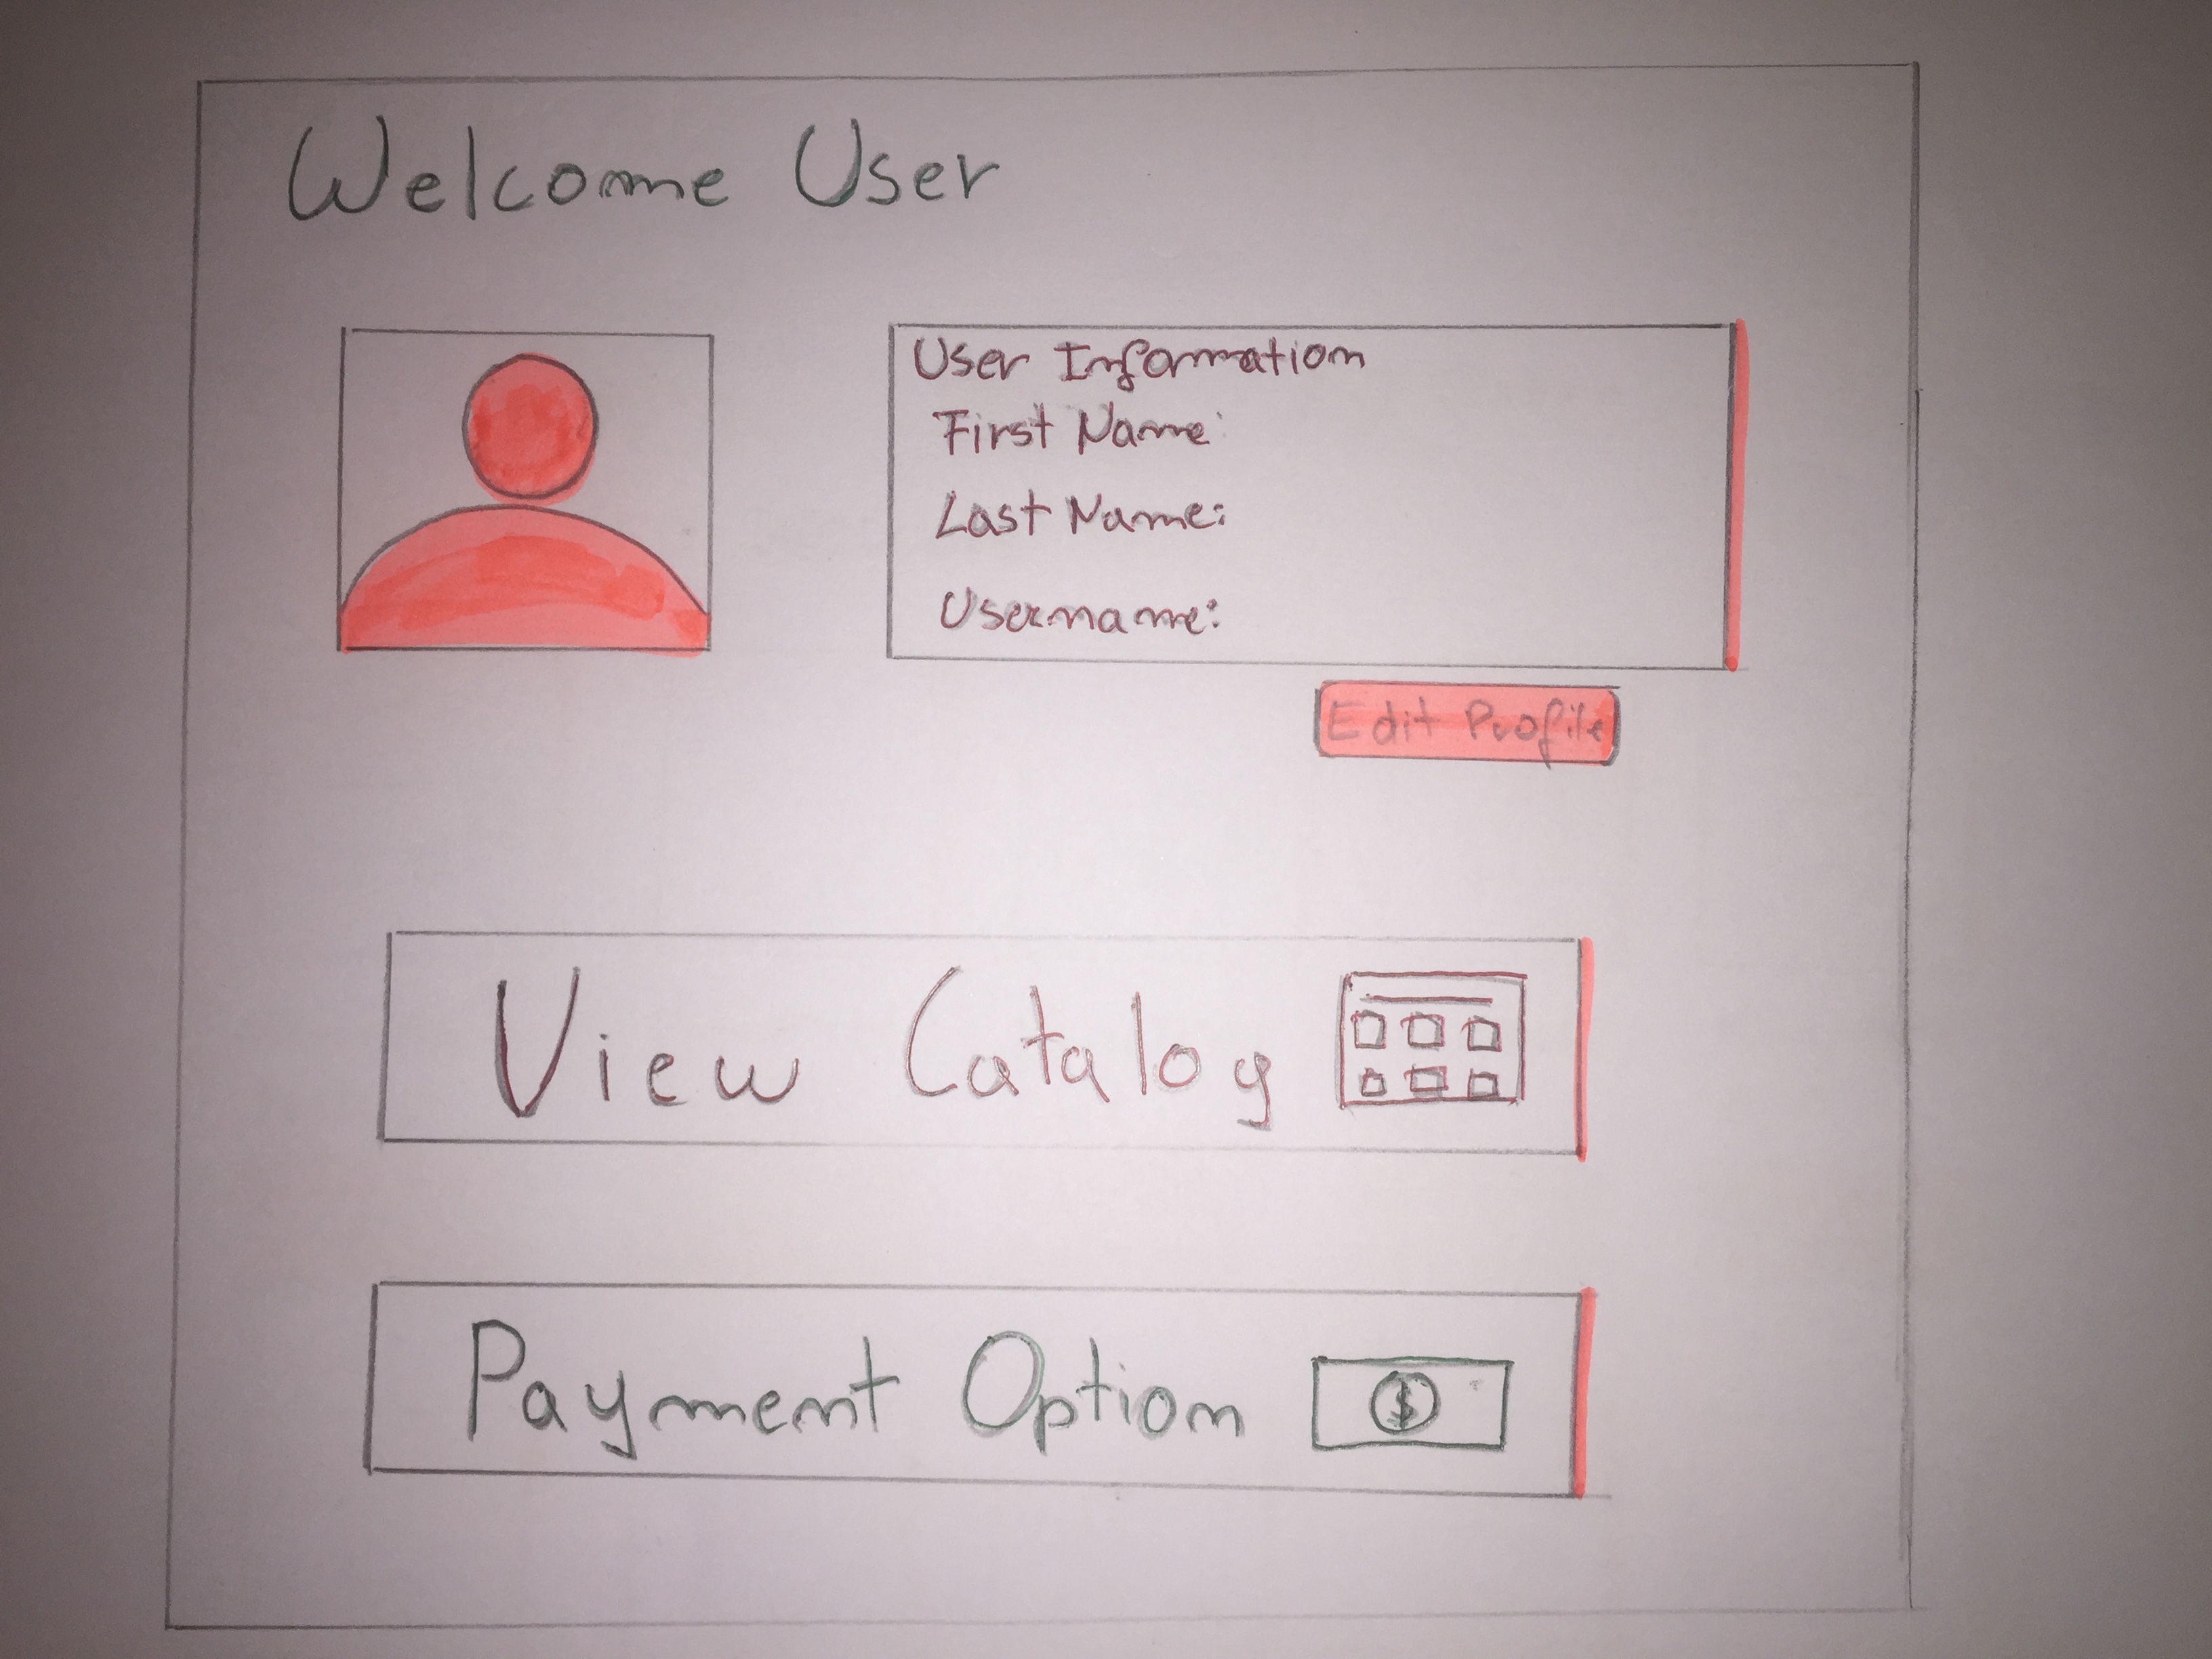 Welcome User
User Information
First Name:
Last Name:
Username:
Edit Profile
View Catalog
Payment Option
$